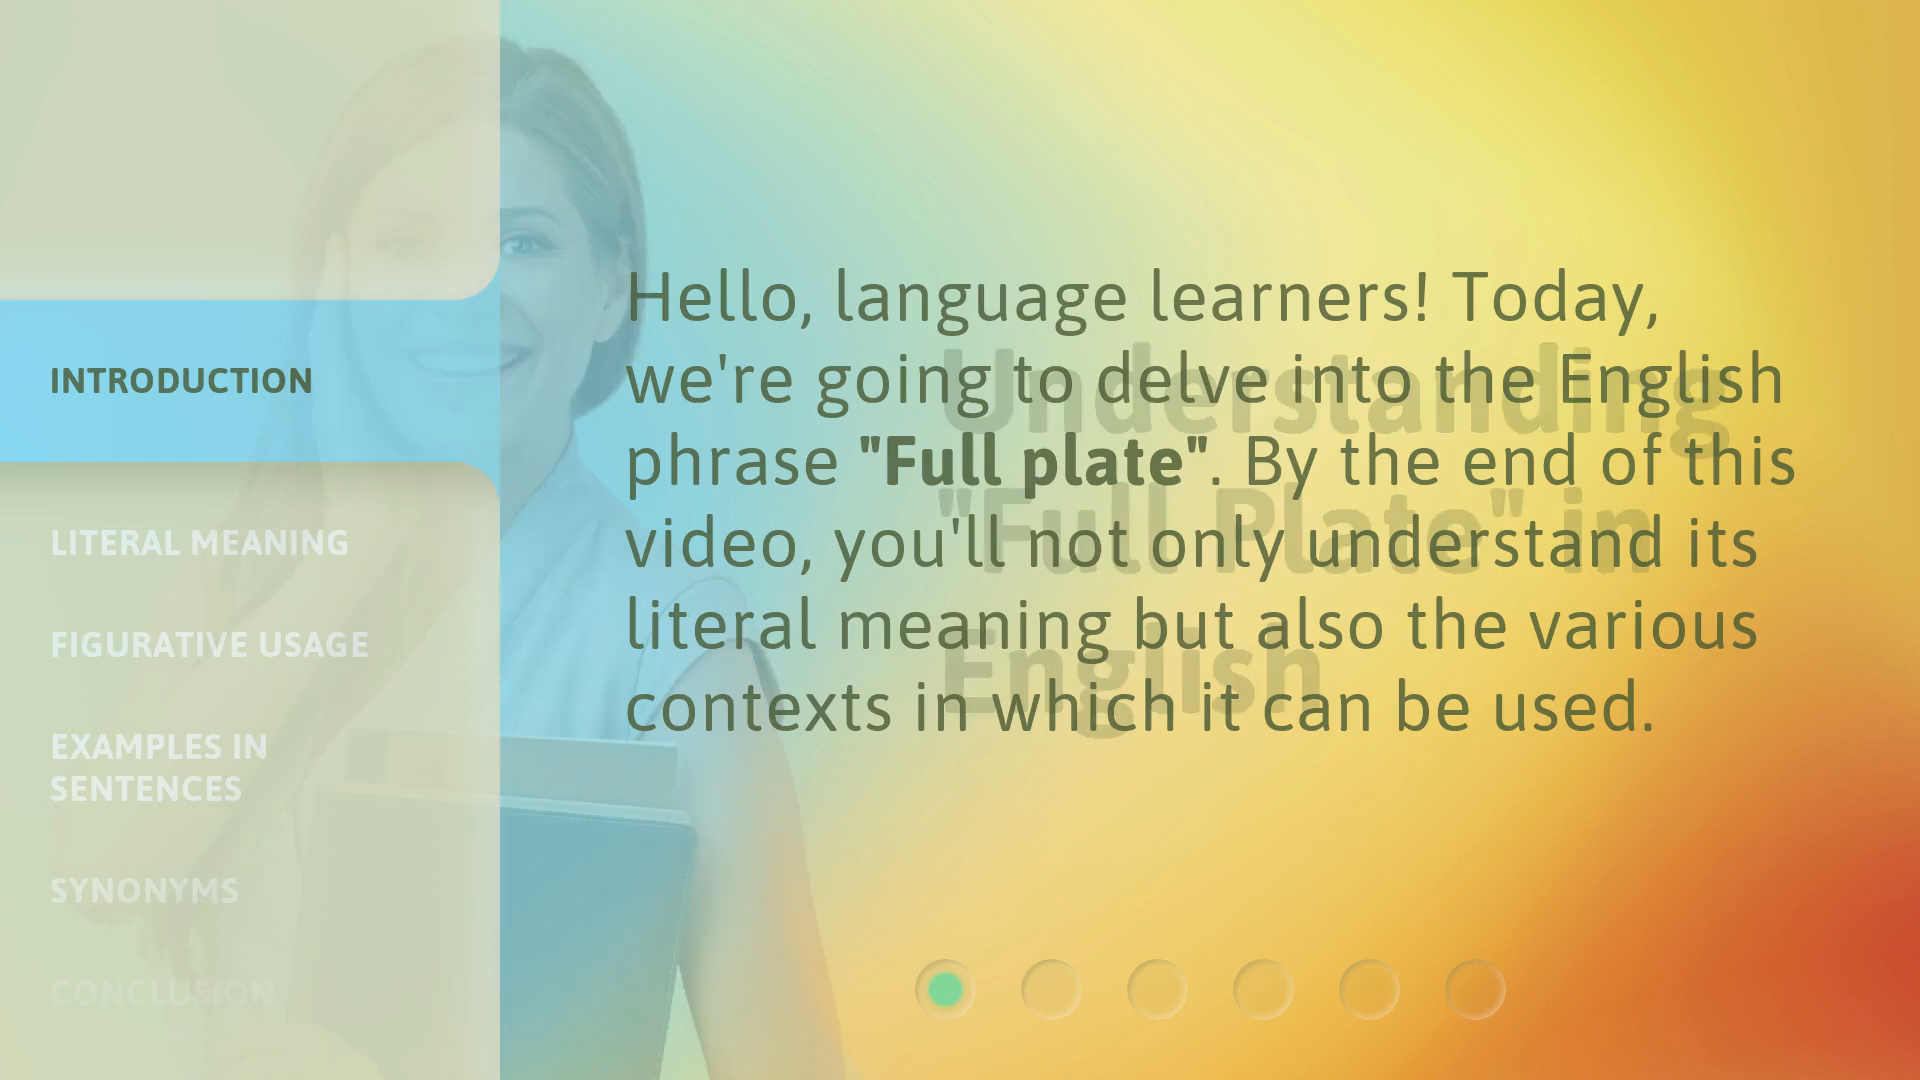 INTRODUCTION
LITERAL MEANING
FIGURATIVE USAGE
EXAMPLES IN
SENTENCES
SYNONYMS
CONCLUSION
Hello, language learners! Today,
we're going to delve into the English
phrase "Full plate". By the end of this
video, you'll not only understand its
literal meaning but also the various
contexts in which it can be used.
Understanding
"Full Plate" in
English